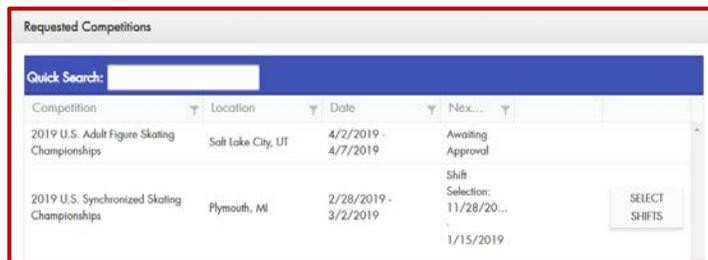 Requested Competitions
Quick Search:
Competition Location Date Nex...
2019 U.S. Adult Figure Skating
Championships
Salt Lake City, UT
4/2/2019 -
4/7/2019
Awaiting
Approval
2019 U.S. Synchronized Skating
Championships
Plymouth, MI
2/28/2019 -
3/2/2019
Shift
Selection:
11/28/20...
-
1/15/2019
SELECT
SHIFTS